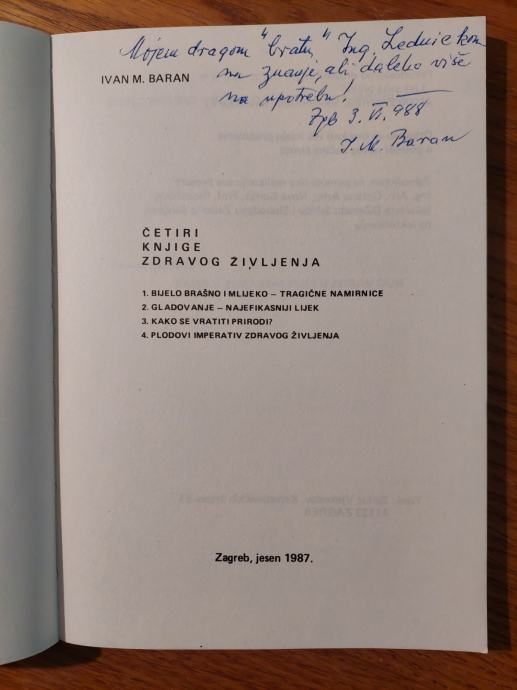 Mojem dragom "bratu," Ing. Ledničkom
na znanje, ali daleko više
na upotrebu!
Zgb 3. VI. 988
I. M. Baran
IVAN M. BARAN
ČETIRI
KNJIGE
ZDRAVOG ŽIVLJENJA
1. BIJELO BRAŠNO I MLIJEKO – TRAGIČNE NAMIRNICE
2. GLADOVANJE – NAJEFIKASNIJI LIJEK
3. KAKO SE VRATITI PRIRODI?
4. PLODOVI IMPERATIV ZDRAVOG ŽIVLJENJA
Zagreb, jesen 1987.